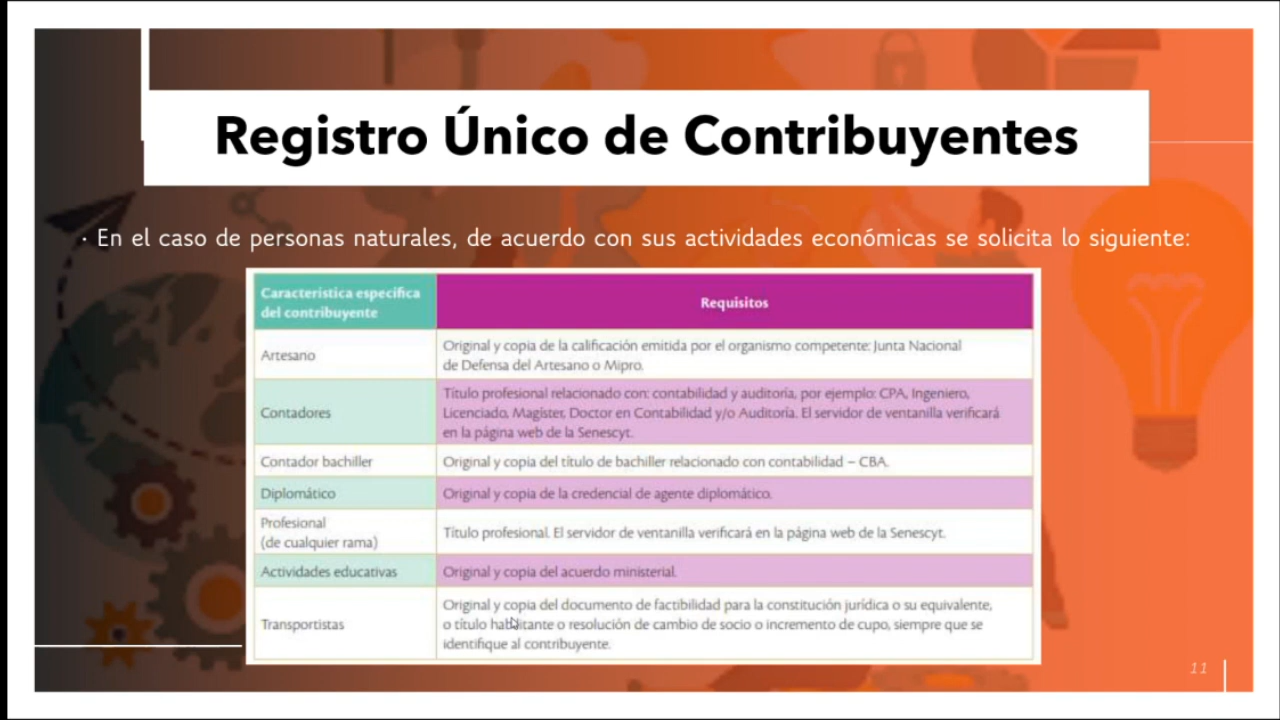 Registro Único de Contribuyentes
· En el caso de personas naturales, de acuerdo con sus actividades económicas se solicita lo siguiente:
Característica específica
del contribuyente
Requisitos
Artesano
Original y copia de la calificación emitida por el organismo competente: Junta Nacional
de Defensa del Artesano o Mipro.
Contadores
Título profesional relacionado con: contabilidad y auditoría, por ejemplo: CPA, Ingeniero,
Licenciado, Magíster, Doctor en Contabilidad y/o Auditoría. El servidor de ventanilla verificará
en la página web de la Senescyt.
Contador bachiller
Original y copia del título de bachiller relacionado con contabilidad – CBA.
Diplomático
Original y copia de la credencial de agente diplomático.
Profesional
(de cualquier rama)
Título profesional. El servidor de ventanilla verificará en la página web de la Senescyt.
Actividades educativas
Original y copia del acuerdo ministerial.
Transportistas
Original y copia del documento de factibilidad para la constitución jurídica o su equivalente,
o título habilitante o resolución de cambio de socio o incremento de cupo, siempre que se
identifique al contribuyente.
11